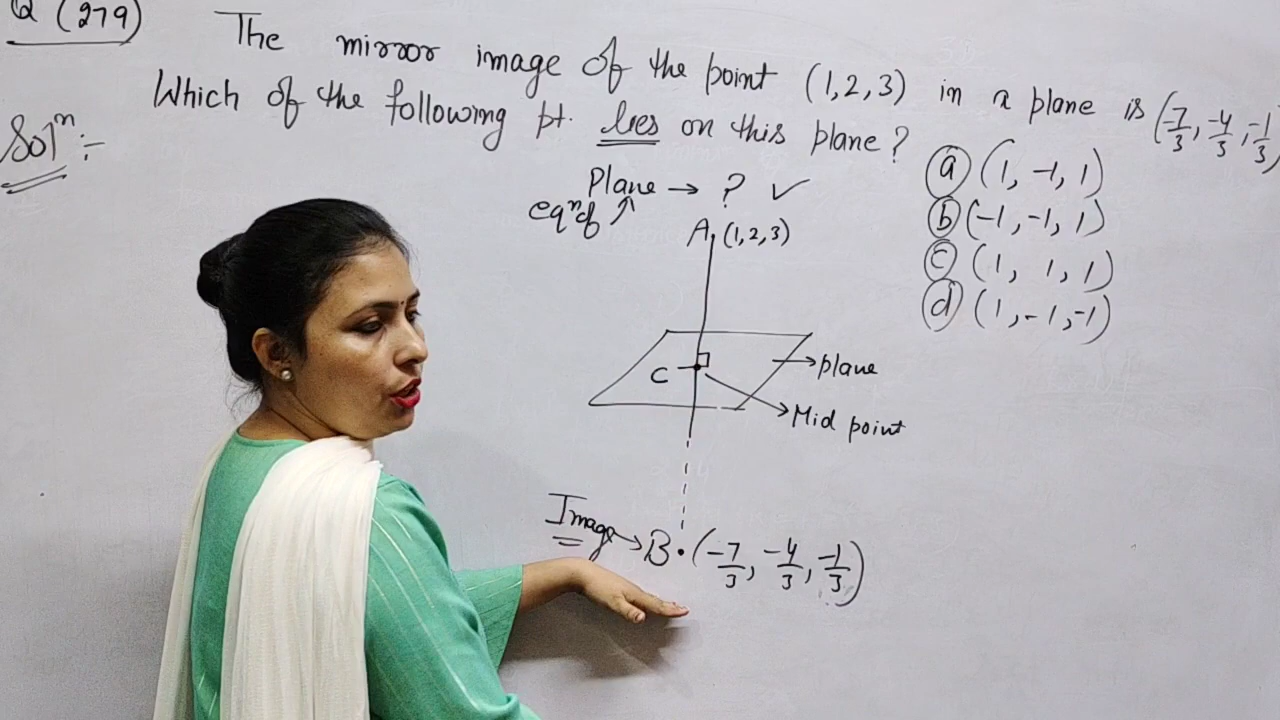 Q (279)
The mirror image of the point (1,2,3) in a plane is (-7/3, -4/3, -1/3)
Which of the following pt. lies on this plane?
Solⁿ :-
(a) (1, -1, 1)
(b) (-1, -1, 1)
(c) (1, 1, 1)
(d) (1, -1, -1)
Plane → ? ✓
eqⁿ of ↑
A (1,2,3)
C
→ plane
→ Mid point
Image → B • (-7/3, -4/3, -1/3)